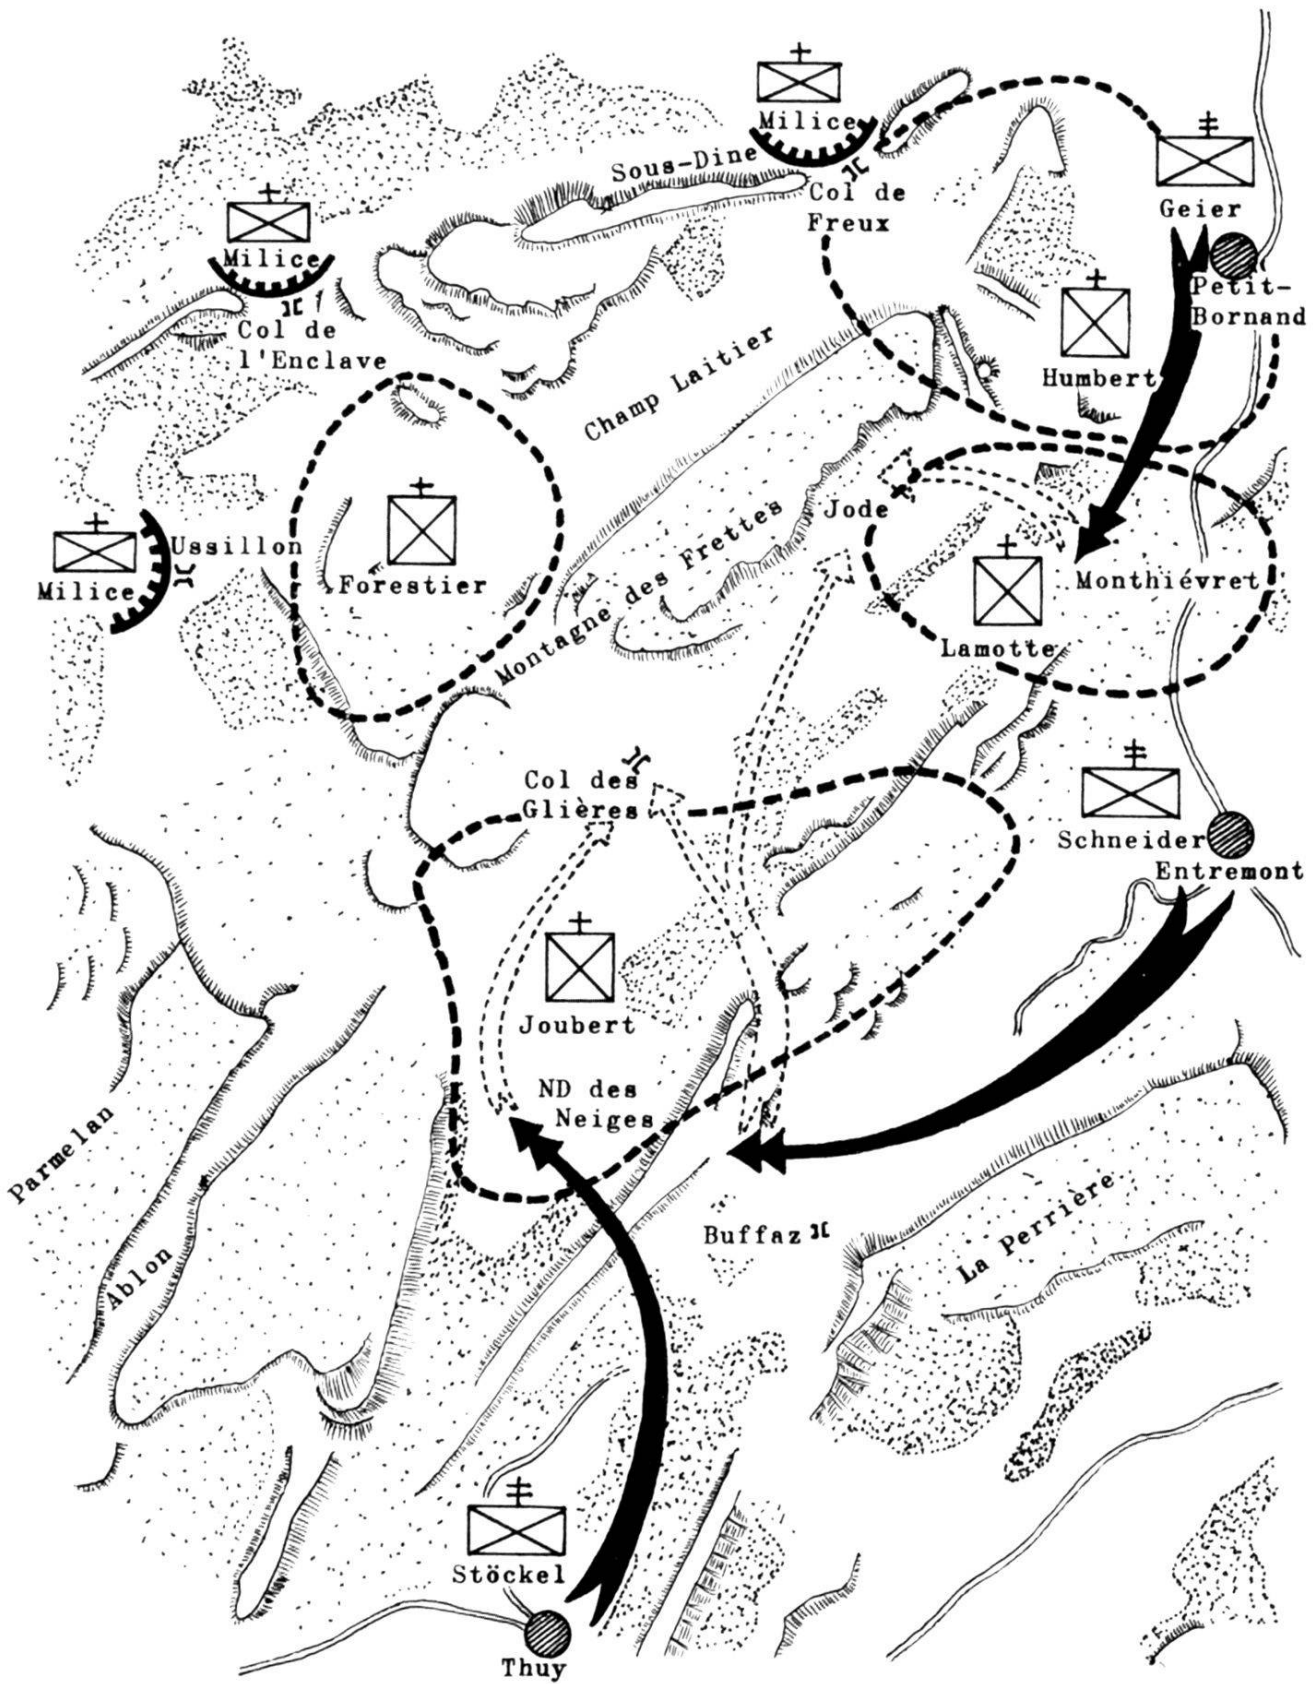 Milice
Sous-Dine
Col de
Freux
Geier
Petit-
Bornand
Milice
Col de
l'Enclave
Humbert
Champ Laitier
Jode
Milice
Ussillon
Forestier
Montagne des Frettes
Monthiévret
Lamotte
Col des
Glières
Schneider
Entremont
Joubert
ND des
Neiges
Parmelan
Ablon
Buffaz
La Perriere
Stöckel
Thuy